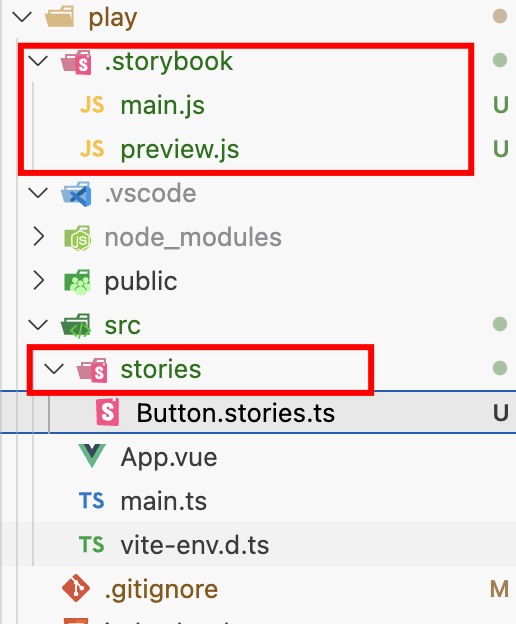 play
.storybook
JS main.js U
JS preview.js U
.vscode
node_modules
public
src
stories
Button.stories.ts U
App.vue
TS main.ts
TS vite-env.d.ts
.gitignore M